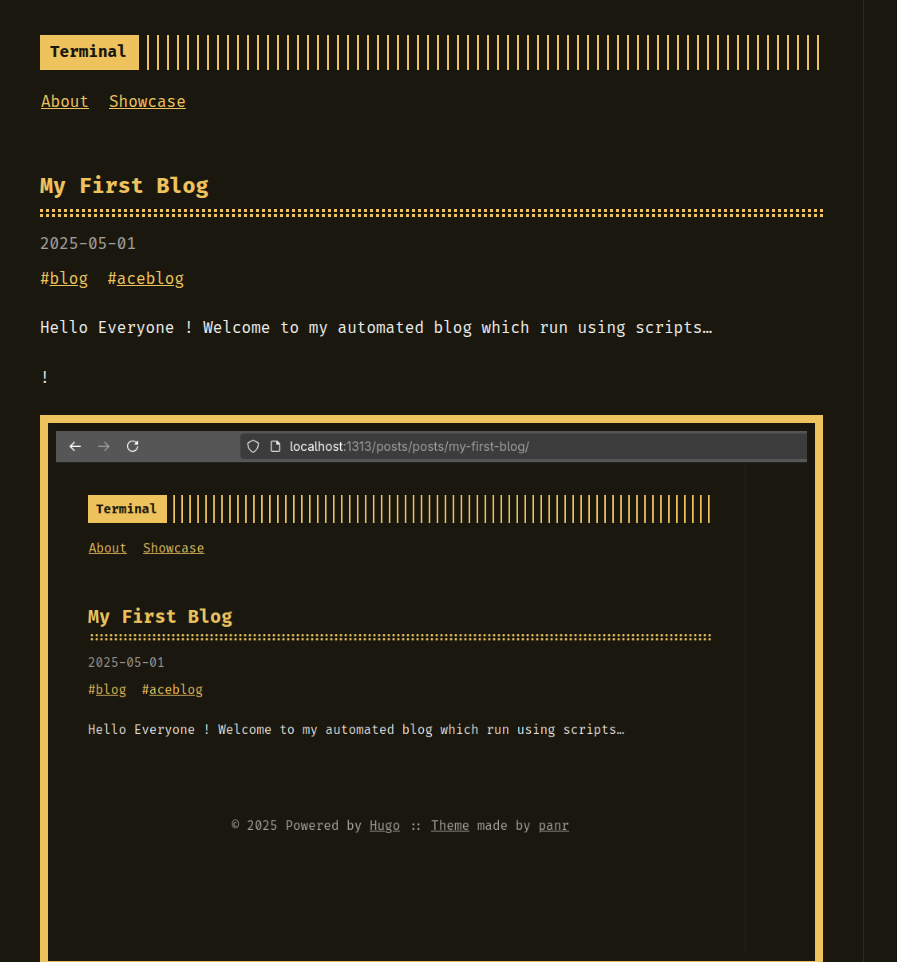 Terminal
About Showcase
My First Blog
2025-05-01
#blog #aceblog
Hello Everyone ! Welcome to my automated blog which run using scripts…
!
localhost:1313/posts/posts/my-first-blog/
Terminal
About Showcase
My First Blog
2025-05-01
#blog #aceblog
Hello Everyone ! Welcome to my automated blog which run using scripts…
© 2025 Powered by Hugo :: Theme made by panr